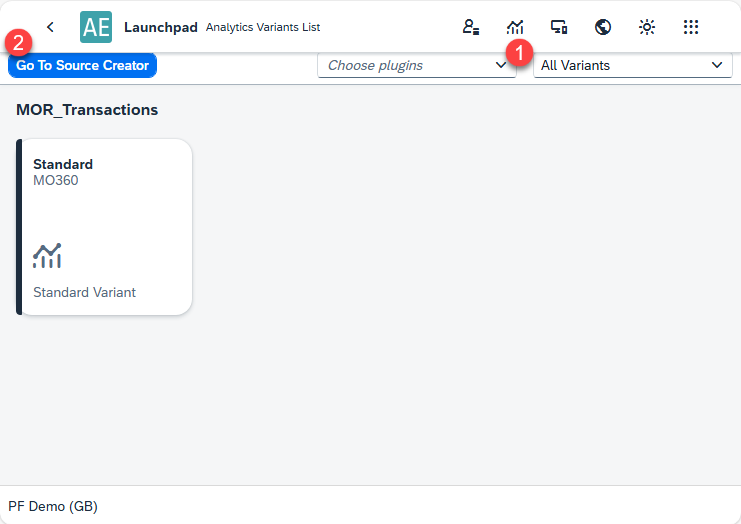 AE Launchpad Analytics Variants List
1
2
Go To Source Creator Choose plugins All Variants
MOR_Transactions
Standard
MO360
Standard Variant
PF Demo (GB)